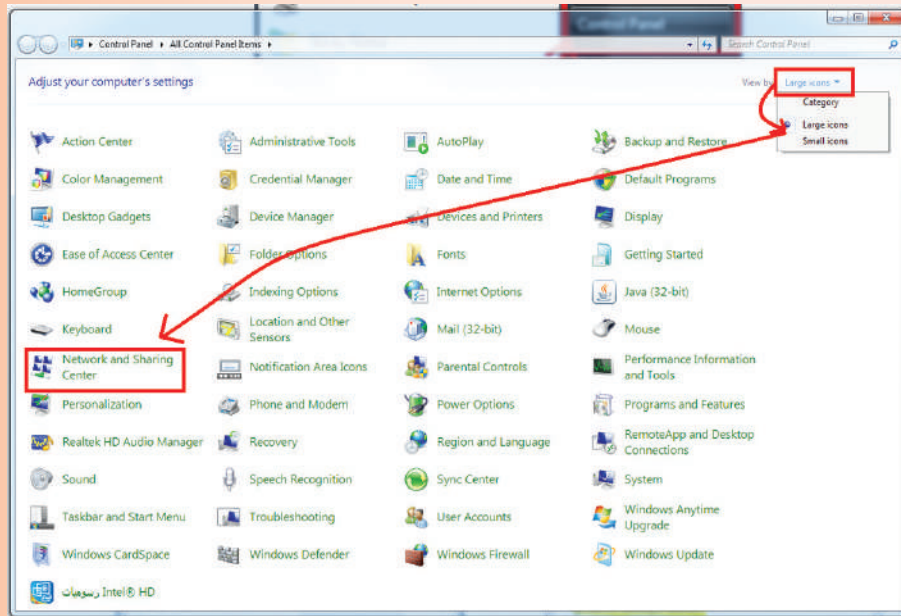 Control Panel
Control Panel ▸ All Control Panel Items ▸
Search Control Panel
Adjust your computer's settings
View by: Large icons
Category
Large icons
Small icons
Action Center
Administrative Tools
AutoPlay
Backup and Restore
Color Management
Credential Manager
Date and Time
Default Programs
Desktop Gadgets
Device Manager
Devices and Printers
Display
Ease of Access Center
Folder Options
Fonts
Getting Started
HomeGroup
Indexing Options
Internet Options
Java (32-bit)
Keyboard
Location and Other
Sensors
Mail (32-bit)
Mouse
Network and Sharing
Center
Notification Area Icons
Parental Controls
Performance Information
and Tools
Personalization
Phone and Modem
Power Options
Programs and Features
Realtek HD Audio Manager
Recovery
Region and Language
RemoteApp and Desktop
Connections
Sound
Speech Recognition
Sync Center
System
Taskbar and Start Menu
Troubleshooting
User Accounts
Windows Anytime
Upgrade
Windows CardSpace
Windows Defender
Windows Firewall
Windows Update
رسوميات Intel® HD